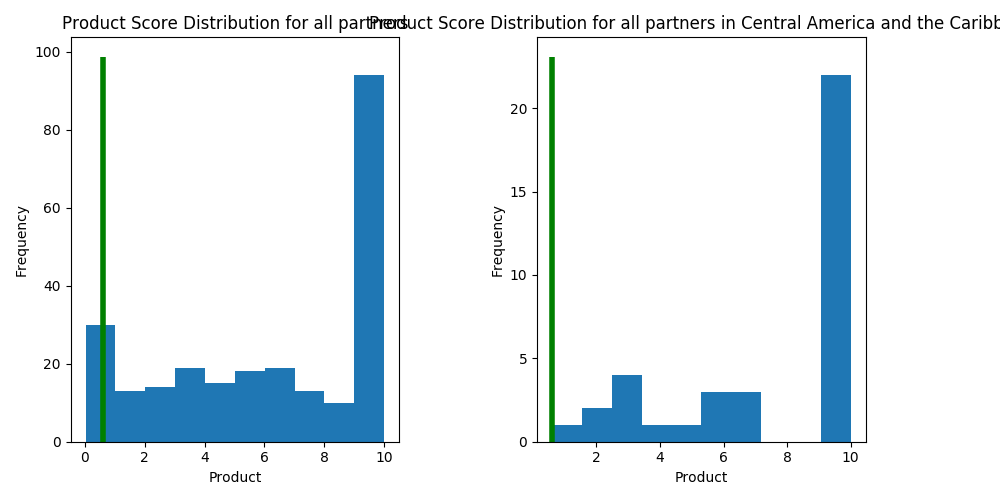 Product Score Distribution for all partners
Product Score Distribution for all partners in Central America and the Caribb
100
80
60
40
20
0
Frequency
0 2 4 6 8 10
Product
20
15
10
5
0
Frequency
2 4 6 8 10
Product